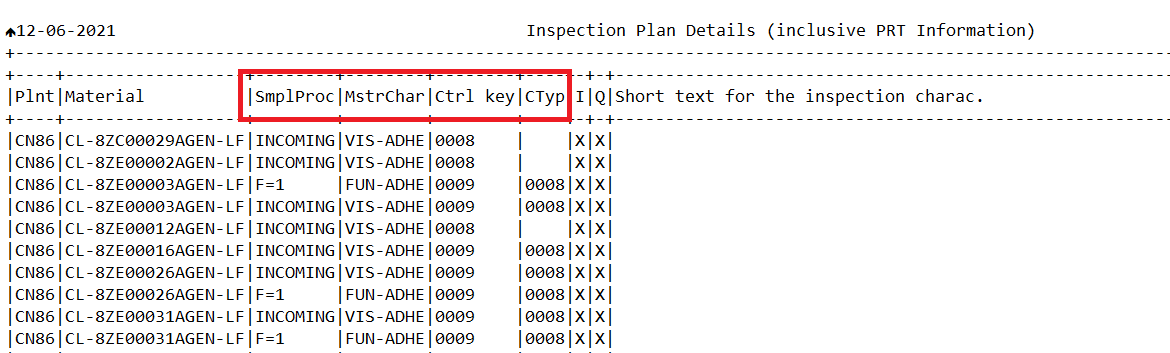 ↑12-06-2021 Inspection Plan Details (inclusive PRT Information)
|Plnt|Material |SmplProc|MstrChar|Ctrl key|CTyp|I|Q|Short text for the inspection charac.
|CN86|CL-8ZC00029AGEN-LF|INCOMING|VIS-ADHE|0008 | |X|X|
|CN86|CL-8ZE00002AGEN-LF|INCOMING|VIS-ADHE|0008 | |X|X|
|CN86|CL-8ZE00003AGEN-LF|F=1 |FUN-ADHE|0009 |0008|X|X|
|CN86|CL-8ZE00003AGEN-LF|INCOMING|VIS-ADHE|0009 |0008|X|X|
|CN86|CL-8ZE00012AGEN-LF|INCOMING|VIS-ADHE|0008 | |X|X|
|CN86|CL-8ZE00016AGEN-LF|INCOMING|VIS-ADHE|0009 |0008|X|X|
|CN86|CL-8ZE00026AGEN-LF|INCOMING|VIS-ADHE|0009 |0008|X|X|
|CN86|CL-8ZE00026AGEN-LF|F=1 |FUN-ADHE|0009 |0008|X|X|
|CN86|CL-8ZE00031AGEN-LF|INCOMING|VIS-ADHE|0009 |0008|X|X|
|CN86|CL-8ZE00031AGEN-LF|F=1 |FUN-ADHE|0009 |0008|X|X|